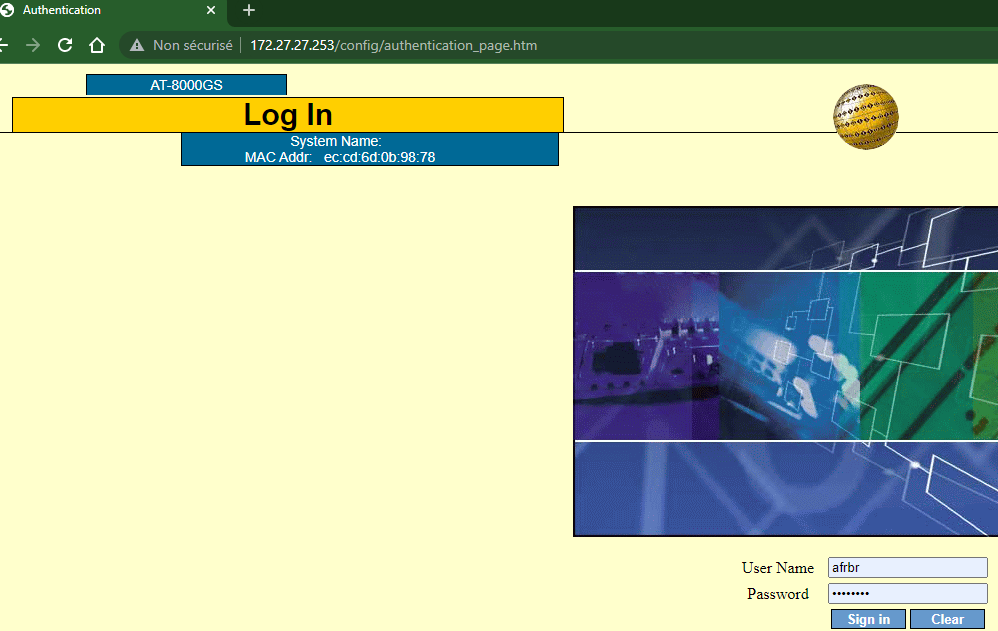 Authentication
Non sécurisé 172.27.27.253/config/authentication_page.htm
AT-8000GS
Log In
System Name:
MAC Addr: ec:cd:6d:0b:98:78
User Name afrbr
Password ••••••••
Sign in Clear